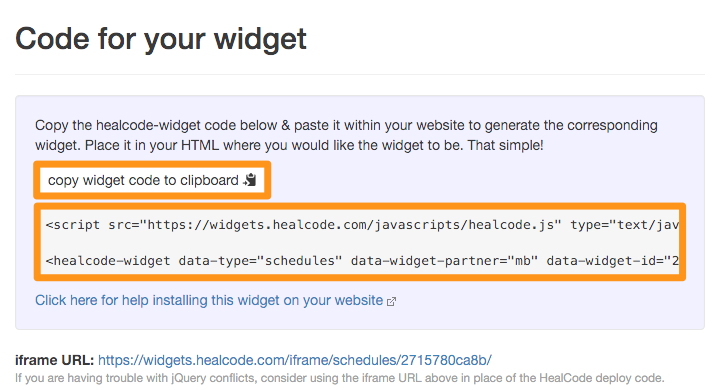 Code for your widget
Copy the healcode-widget code below & paste it within your website to generate the corresponding
widget. Place it in your HTML where you would like the widget to be. That simple!
copy widget code to clipboard
<script src="https://widgets.healcode.com/javascripts/healcode.js" type="text/jav
<healcode-widget data-type="schedules" data-widget-partner="mb" data-widget-id="2
Click here for help installing this widget on your website
iframe URL: https://widgets.healcode.com/iframe/schedules/2715780ca8b/
If you are having trouble with jQuery conflicts, consider using the iframe URL above in place of the HealCode deploy code.